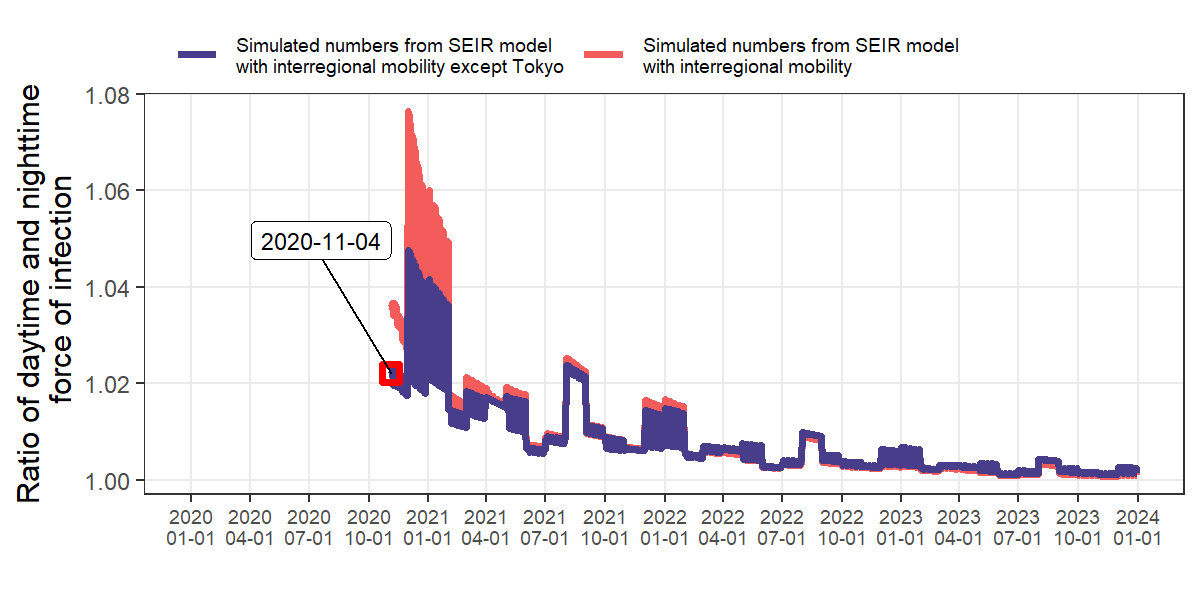 Simulated numbers from SEIR model
with interregional mobility except Tokyo
Simulated numbers from SEIR model
with interregional mobility
Ratio of daytime and nighttime
force of infection
1.08
1.06
1.04
1.02
1.00
2020-11-04
2020 2020 2020 2020 2021 2021 2021 2021 2022 2022 2022 2022 2023 2023 2023 2023 2024
01-01 04-01 07-01 10-01 01-01 04-01 07-01 10-01 01-01 04-01 07-01 10-01 01-01 04-01 07-01 10-01 01-01